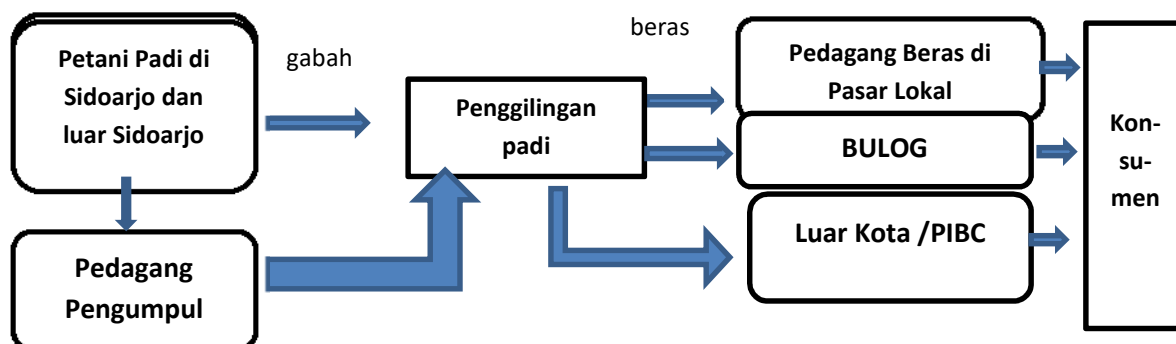 Petani Padi di
Sidoarjo dan
luar Sidoarjo
gabah
Pedagang
Pengumpul
Penggilingan
padi
beras
Pedagang Beras di
Pasar Lokal
BULOG
Luar Kota /PIBC
Kon-
su-
men